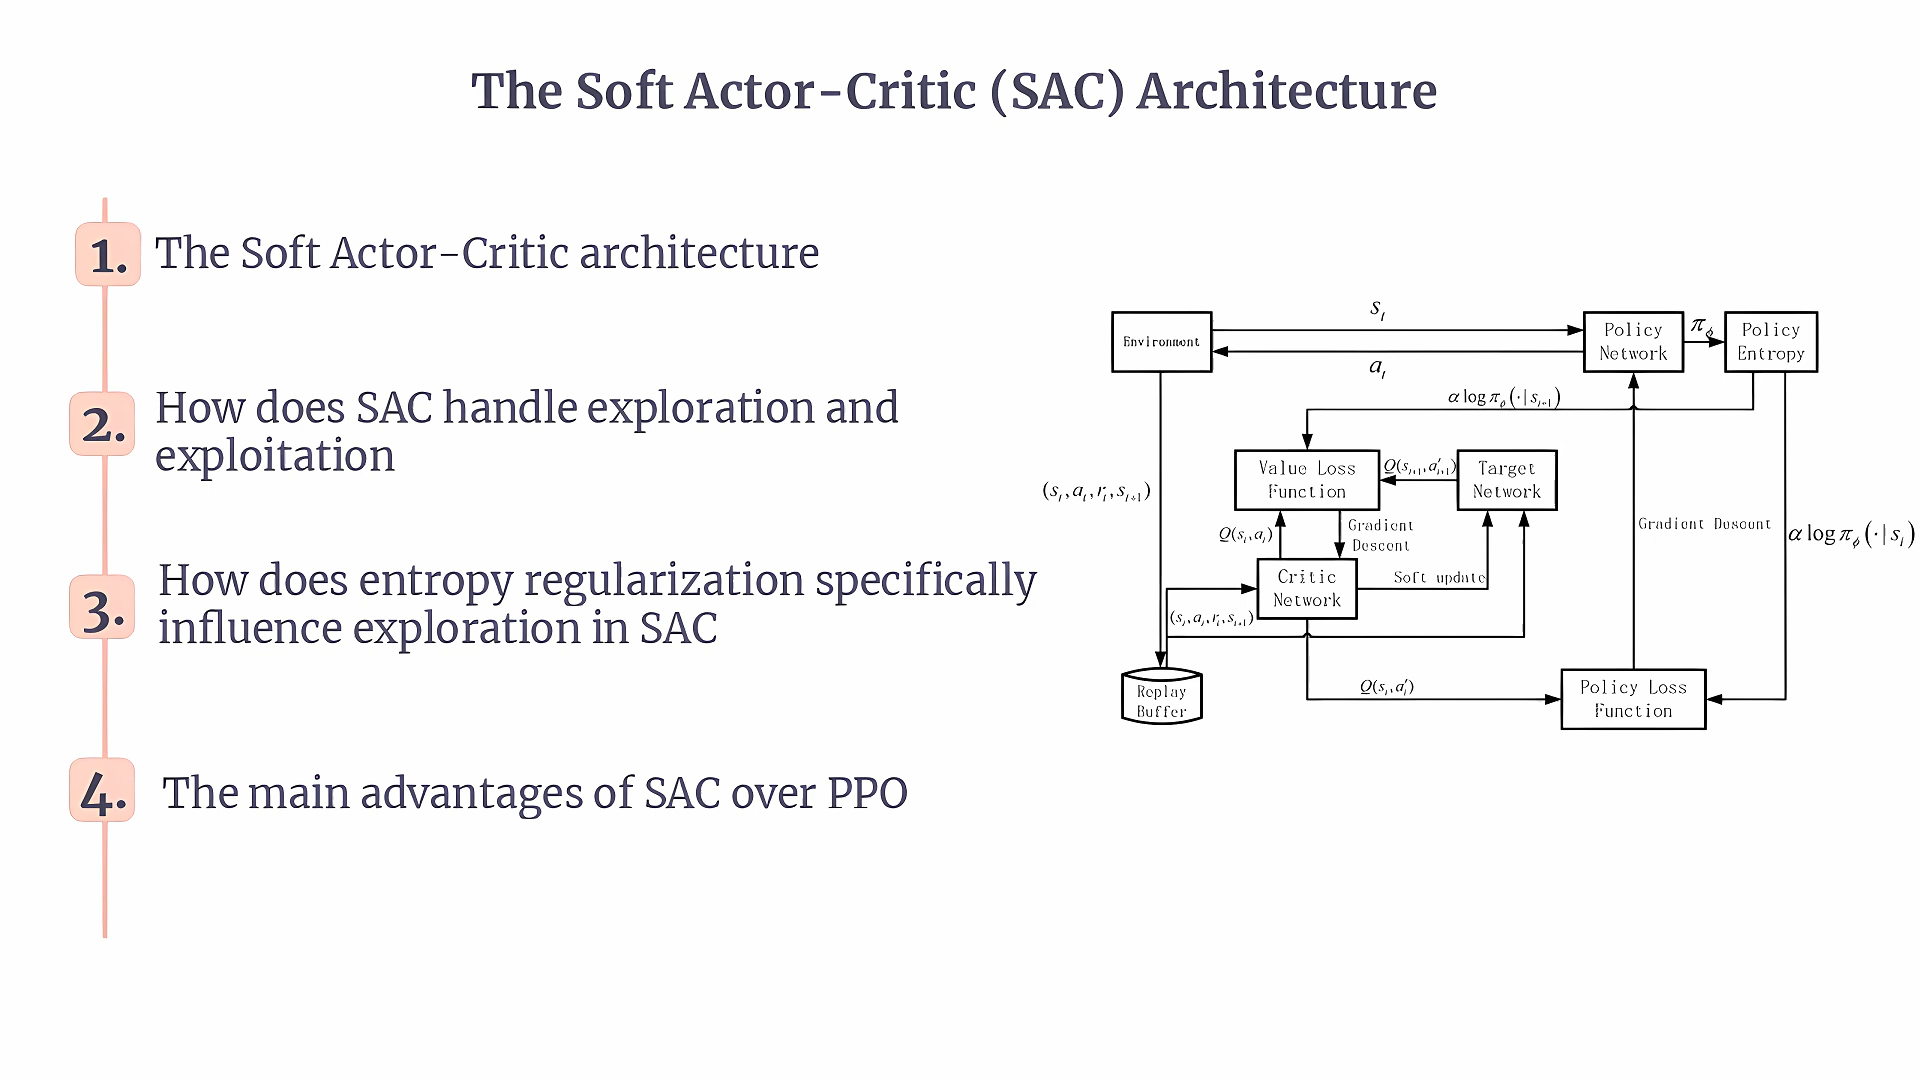 The Soft Actor-Critic (SAC) Architecture
1. The Soft Actor-Critic architecture
2. How does SAC handle exploration and
exploitation
3. How does entropy regularization specifically
influence exploration in SAC
4. The main advantages of SAC over PPO
s_t
Environment
Policy
Network
π_ϕ
Policy
Entropy
a_t
α log π_ϕ(·|s_{t+1})
Value Loss
Function
Q(s_{t+1}, a'_{t+1})
Target
Network
(s_t, a_t, r_t, s_{t+1})
Q(s_t, a_t)
Gradient
Descent
Gradient Descent
α log π_ϕ(·|s_t)
Critic
Network
Soft update
(s_t, a_t, r_t, s_{t+1})
Replay
Buffer
Q(s_t, a'_t)
Policy Loss
Function